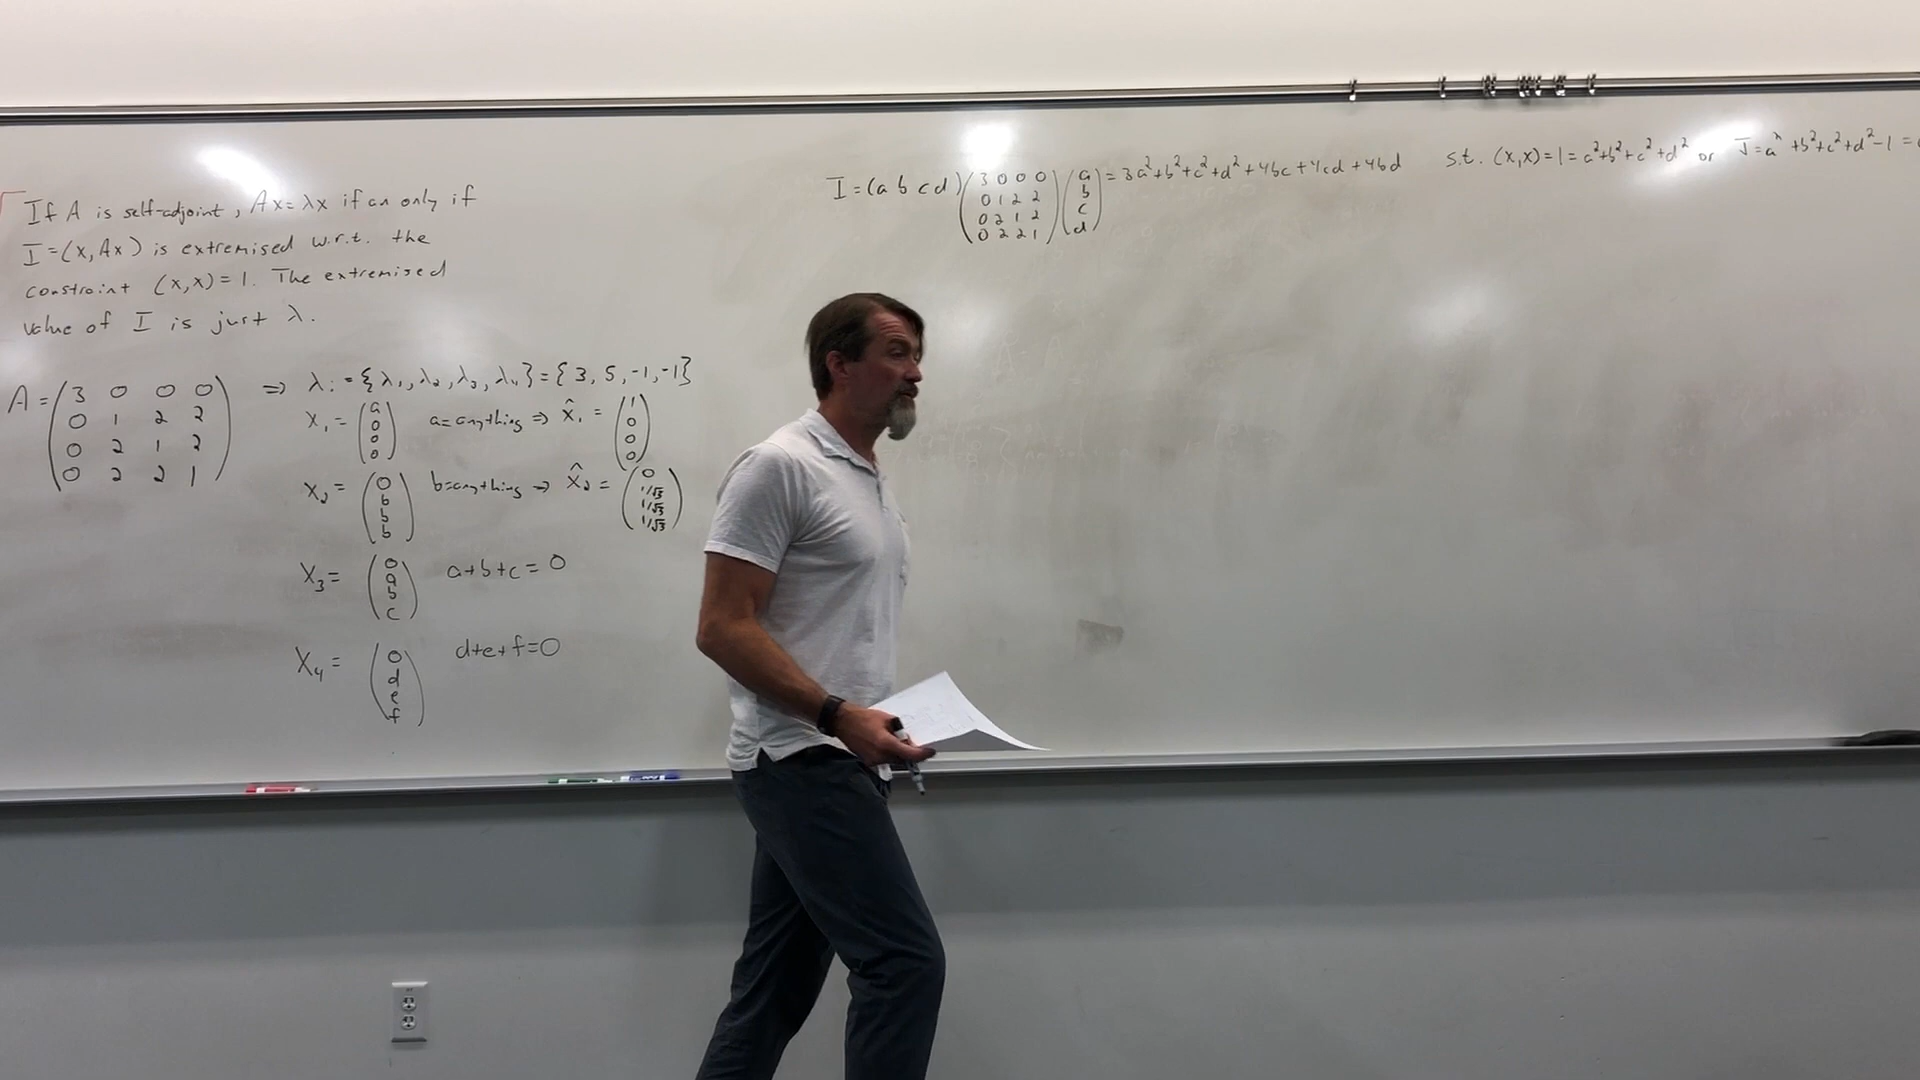 If A is self-adjoint, Ax=λx if an only if
I=(x,Ax) is extremised w.r.t. the
constraint (x,x)=1. The extremised
value of I is just λ.
A=(3 0 0 0
0 1 2 2
0 2 1 2
0 2 2 1)
⇒ λi={λ1,λ2,λ3,λ4}={3,5,-1,-1}
x1=(a 0 0 0) a=anything ⇒ x̂1=(1 0 0 0)
x2=(0 b b b) b=anything ⇒ x̂2=(0 1/√3 1/√3 1/√3)
x3=(0 a b c) a+b+c=0
x4=(0 d e f) d+e+f=0
I=(a b c d)(3 0 0 0
0 1 2 2
0 2 1 2
0 2 2 1)(a b c d)=3a²+b²+c²+d²+4bc+4cd+4bd s.t. (x,x)=1=a²+b²+c²+d² or J=a²+b²+c²+d²-1=